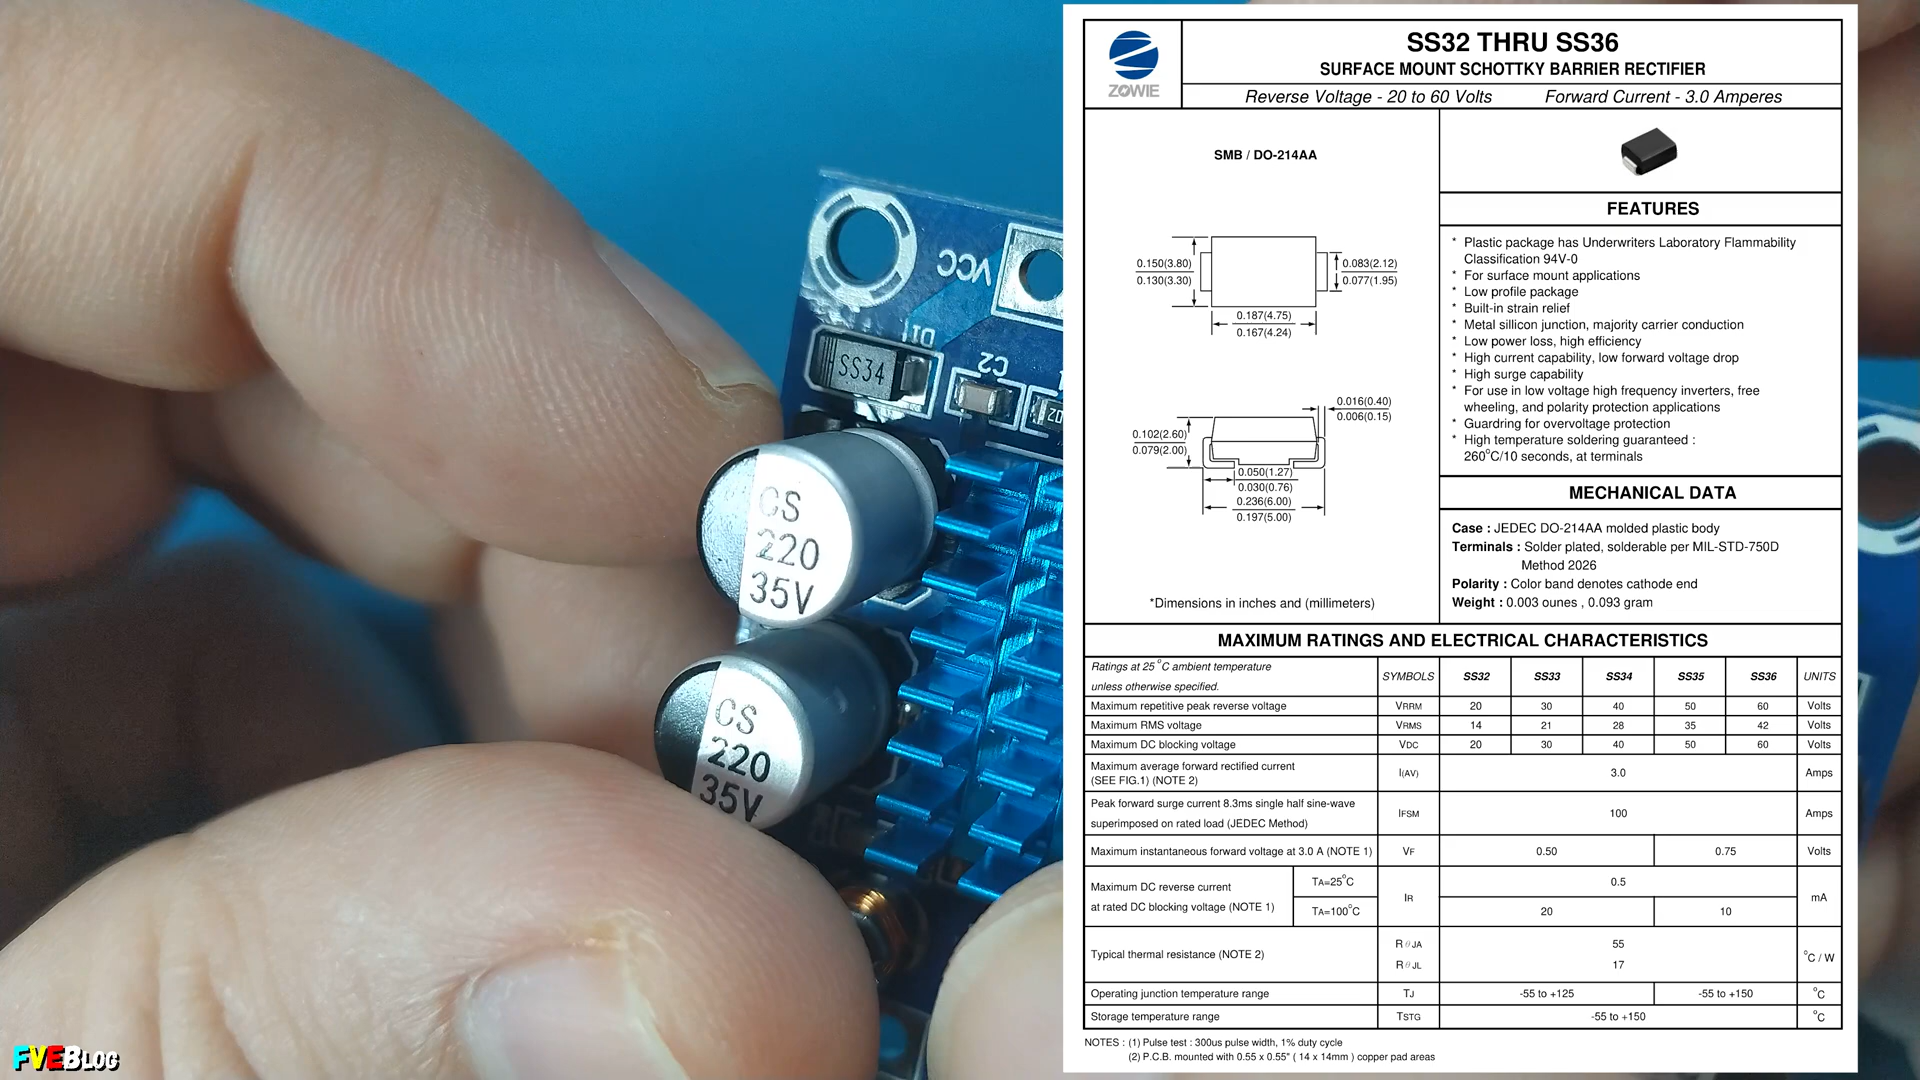 VCC
D1
SS34
C2
CS
220
35V
CS
220
35V
FVEBLOG
ZOWIE
SS32 THRU SS36
SURFACE MOUNT SCHOTTKY BARRIER RECTIFIER
Reverse Voltage - 20 to 60 Volts Forward Current - 3.0 Amperes
SMB / DO-214AA
0.150(3.80)
0.130(3.30)
0.083(2.12)
0.077(1.95)
0.187(4.75)
0.167(4.24)
0.016(0.40)
0.006(0.15)
0.102(2.60)
0.079(2.00)
0.050(1.27)
0.030(0.76)
0.236(6.00)
0.197(5.00)
*Dimensions in inches and (millimeters)
FEATURES
* Plastic package has Underwriters Laboratory Flammability
Classification 94V-0
* For surface mount applications
* Low profile package
* Built-in strain relief
* Metal sillicon junction, majority carrier conduction
* Low power loss, high efficiency
* High current capability, low forward voltage drop
* High surge capability
* For use in low voltage high frequency inverters, free
wheeling, and polarity protection applications
* Guardring for overvoltage protection
* High temperature soldering guaranteed :
260°C/10 seconds, at terminals
MECHANICAL DATA
Case : JEDEC DO-214AA molded plastic body
Terminals : Solder plated, solderable per MIL-STD-750D
Method 2026
Polarity : Color band denotes cathode end
Weight : 0.003 ounes , 0.093 gram
MAXIMUM RATINGS AND ELECTRICAL CHARACTERISTICS
Ratings at 25°C ambient temperature
unless otherwise specified.
SYMBOLS SS32 SS33 SS34 SS35 SS36 UNITS
Maximum repetitive peak reverse voltage VRRM 20 30 40 50 60 Volts
Maximum RMS voltage VRMS 14 21 28 35 42 Volts
Maximum DC blocking voltage VDC 20 30 40 50 60 Volts
Maximum average forward rectified current
(SEE FIG.1) (NOTE 2) I(AV) 3.0 Amps
Peak forward surge current 8.3ms single half sine-wave
superimposed on rated load (JEDEC Method) IFSM 100 Amps
Maximum instantaneous forward voltage at 3.0 A (NOTE 1) VF 0.50 0.75 Volts
Maximum DC reverse current
at rated DC blocking voltage (NOTE 1)
TA=25°C IR 0.5 mA
TA=100°C 20 10
Typical thermal resistance (NOTE 2)
RθJA 55
RθJL 17
°C / W
Operating junction temperature range TJ -55 to +125 -55 to +150 °C
Storage temperature range TSTG -55 to +150 °C
NOTES : (1) Pulse test : 300us pulse width, 1% duty cycle
(2) P.C.B. mounted with 0.55 x 0.55" ( 14 x 14mm ) copper pad areas